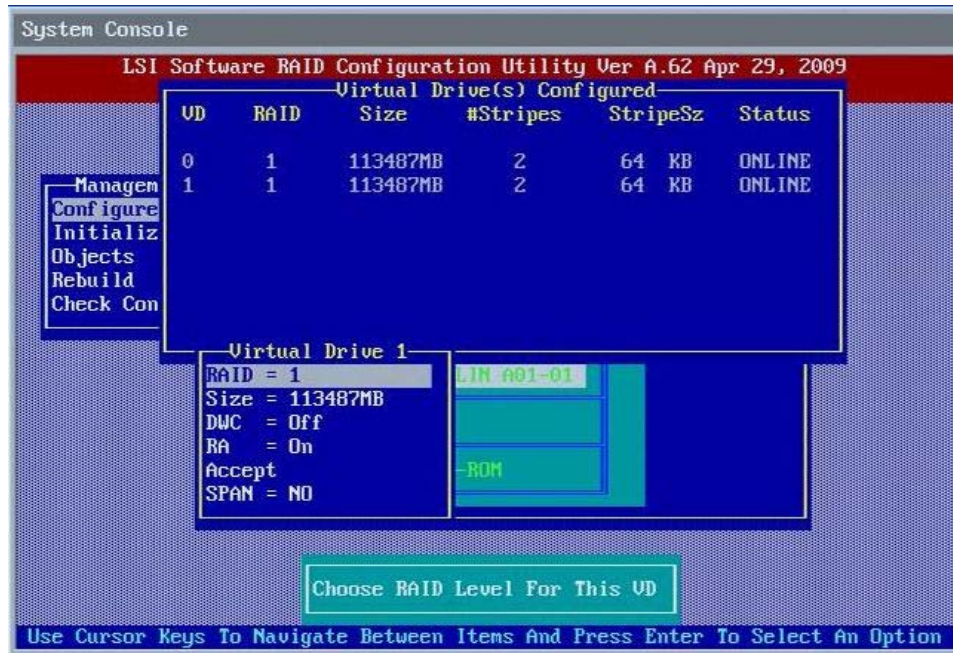 System Console
LSI Software RAID Configuration Utility Ver A.62 Apr 29, 2009
Virtual Drive(s) Configured
VD RAID Size #Stripes StripeSz Status
0 1 113487MB 2 64 KB ONLINE
1 1 113487MB 2 64 KB ONLINE
Managem
Configure
Initializ
Objects
Rebuild
Check Con
Virtual Drive 1
RAID = 1
Size = 113487MB
DWC = Off
RA = On
Accept
SPAN = NO
LIN A01-01
-ROM
Choose RAID Level For This VD
Use Cursor Keys To Navigate Between Items And Press Enter To Select An Option